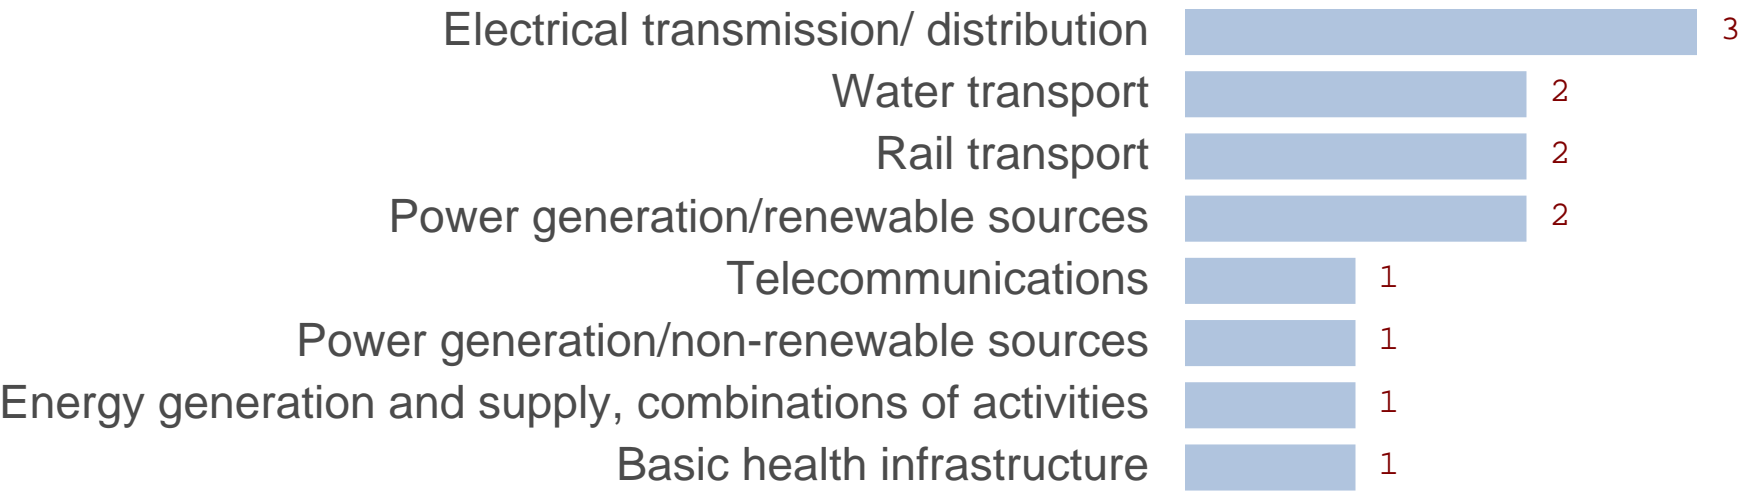 Electrical transmission/ distribution 3
Water transport 2
Rail transport 2
Power generation/renewable sources 2
Telecommunications 1
Power generation/non-renewable sources 1
Energy generation and supply, combinations of activities 1
Basic health infrastructure 1